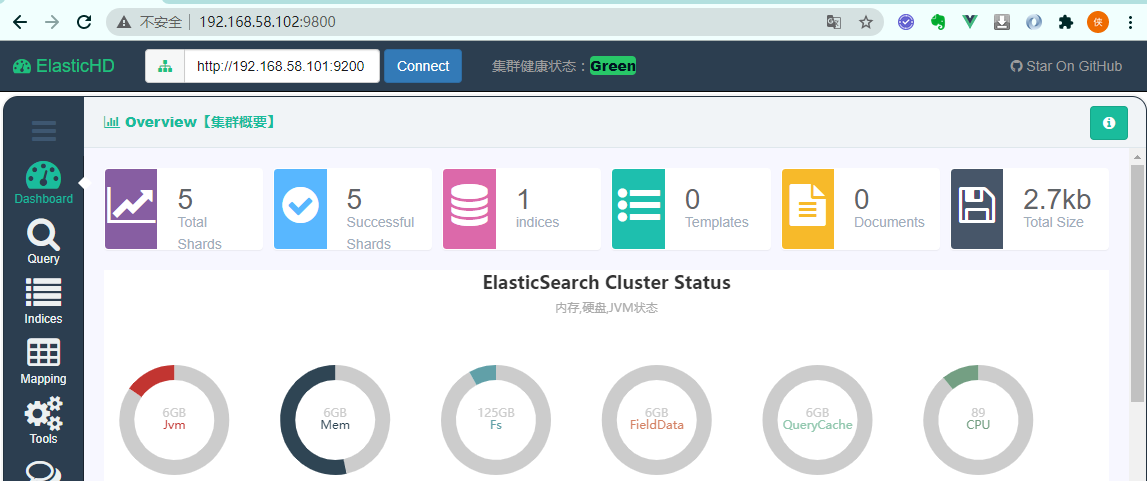 不安全 192.168.58.102:9800
侠
ElasticHD http://192.168.58.101:9200 Connect 集群健康状态：Green Star On GitHub
Overview【集群概要】
Dashboard
Query
Indices
Mapping
Tools
5
Total
Shards
5
Successful
Shards
1
indices
0
Templates
0
Documents
2.7kb
Total Size
ElasticSearch Cluster Status
内存,硬盘,JVM状态
6GB
Jvm
6GB
Mem
125GB
Fs
6GB
FieldData
6GB
QueryCache
89
CPU